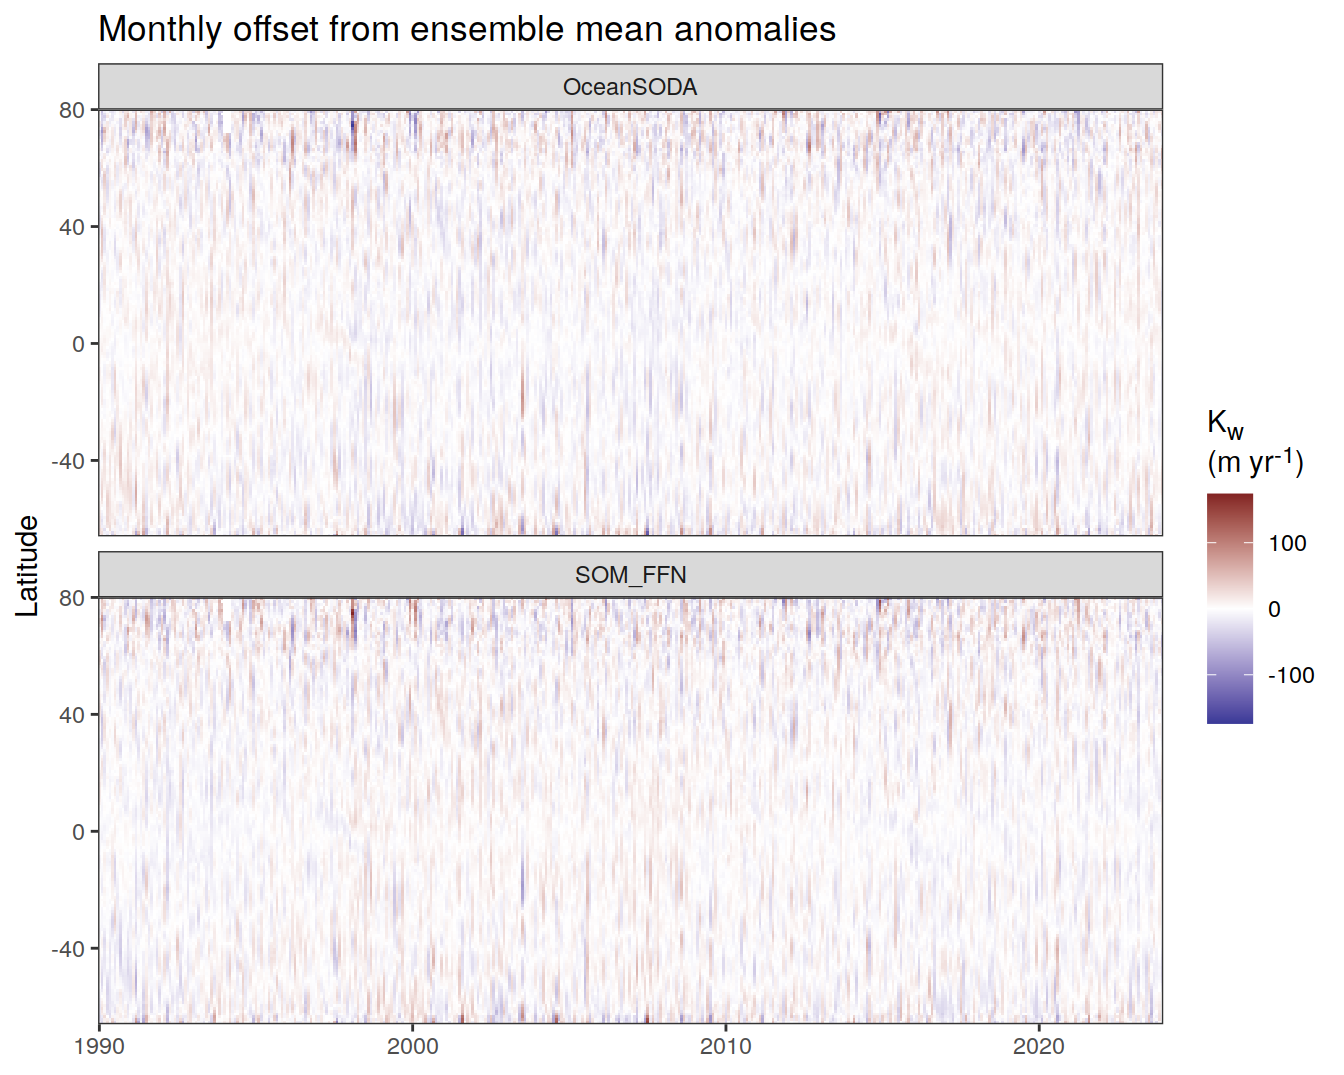 Monthly offset from ensemble mean anomalies
OceanSODA
80
40
0
-40
Latitude
SOM_FFN
80
40
0
-40
1990
2000
2010
2020
Kw
(m yr-1)
100
0
-100